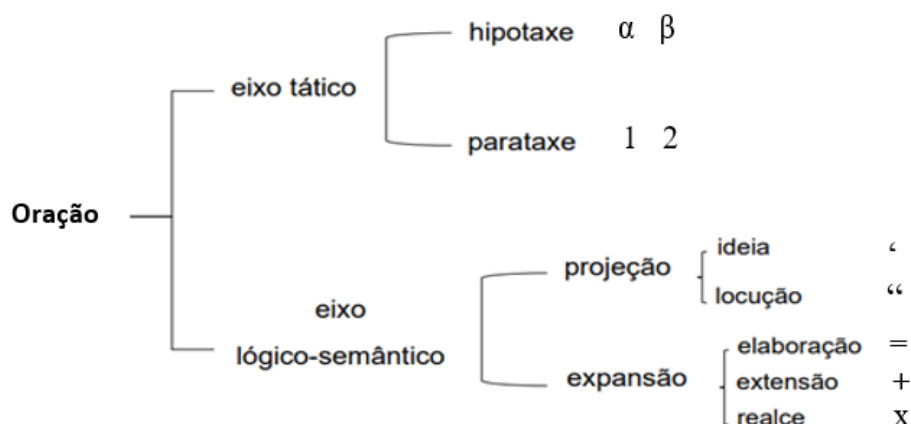 hipotaxe α β
eixo tático
parataxe 1 2
Oração
ideia ‘
projeção
locução “
eixo
lógico-semântico
elaboração =
expansão
extensão +
realce x